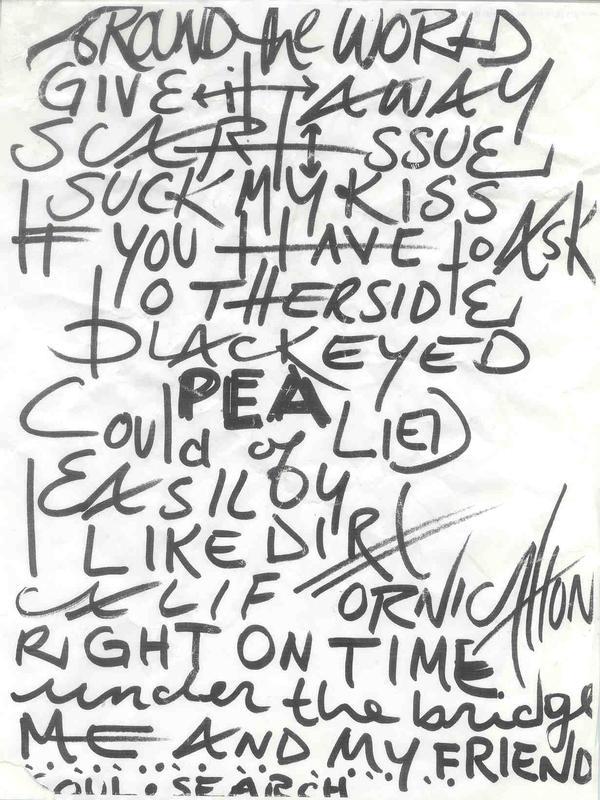 AROUND the WORLD
GIVE it AWAY
SCAR TISSUE
SUCK MY KISS
IF YOU HAVE to ASK
OTHERSIDE
BLACKEYED
PEA
Could of LIED
EASILY
I LIKE DIRT
CALIFORNICATION
RIGHT ON TIME
under the bridge
ME AND MY FRIEND
SOUL SEARCH